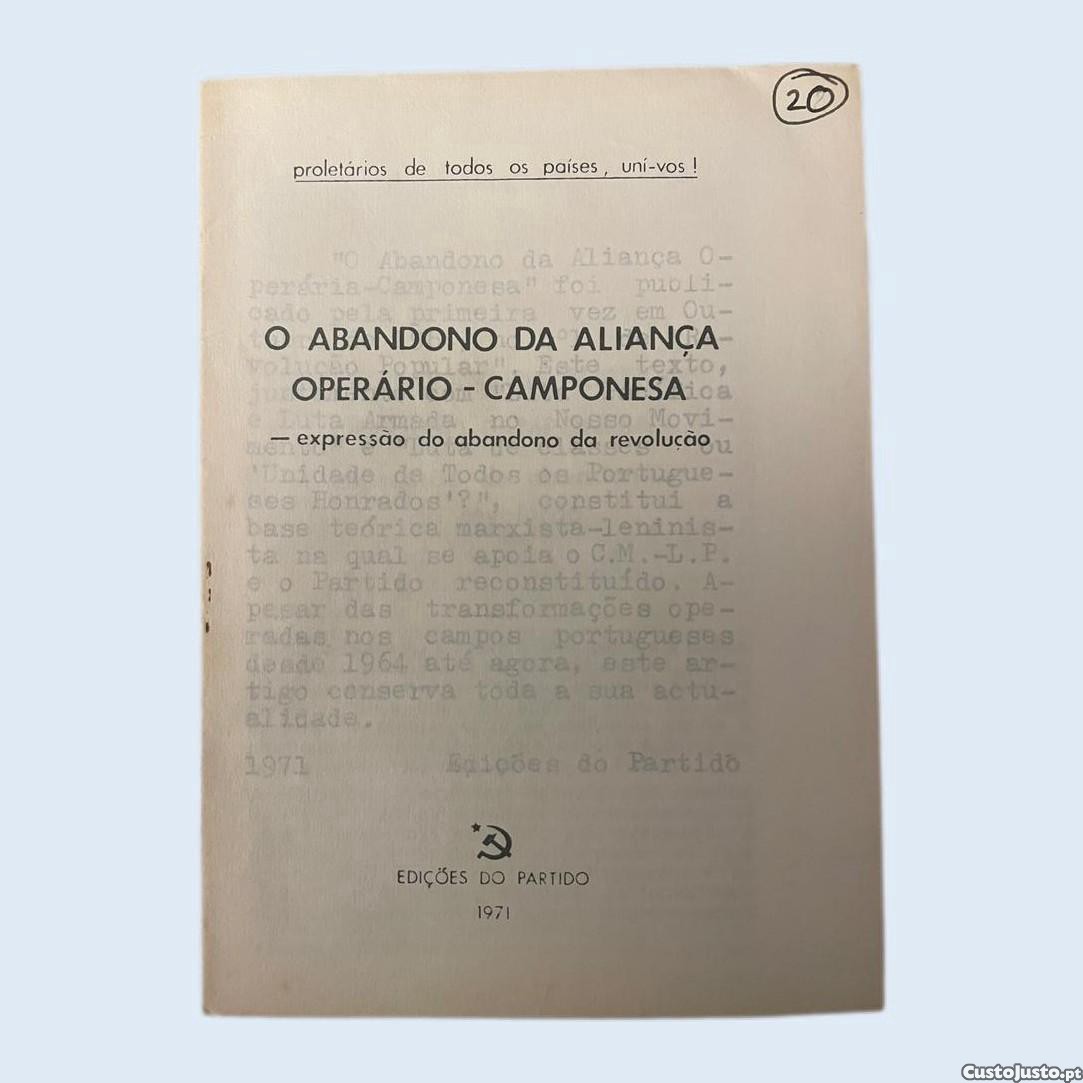 20
proletários de todos os países, uní-vos!
"O Abandono da Aliança O-
perária-Camponesa" foi publi-
cado pela primeira vez em Ou-
O ABANDONO DA ALIANÇA
volução Popular". Este texto,
OPERÁRIO - CAMPONESA
e Luta Armada no Nosso Movi-
— expressão do abandono da revolução
'Unidade de Todos os Portugue-
ses Honrados'?", constitui a
base teórica marxista-leninis-
ta na qual se apoia o C.M.-L.P.
e o Partido reconstituído. A-
pesar das transformações ope-
radas nos campos portugueses
desde 1964 até agora, este ar-
tigo conserva toda a sua actu-
alidade.
1971 Edições do Partido
EDIÇÕES DO PARTIDO
1971
CustoJusto.pt